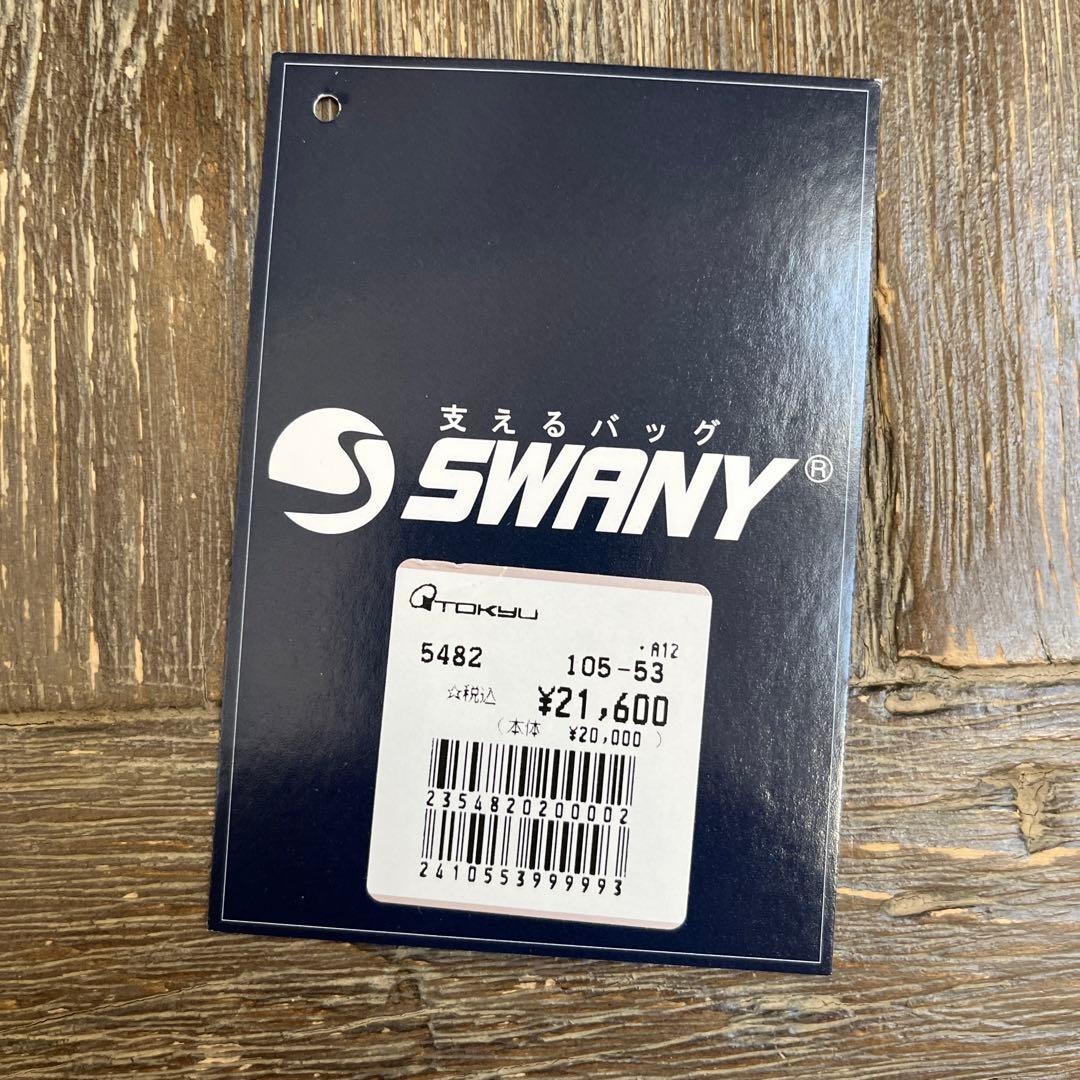 支えるバッグ
SWANY®
TOKYU
・A12
5482 105-53
☆税込 ¥21,600
(本体 ¥20,000 )
2354820200002
2410553999993